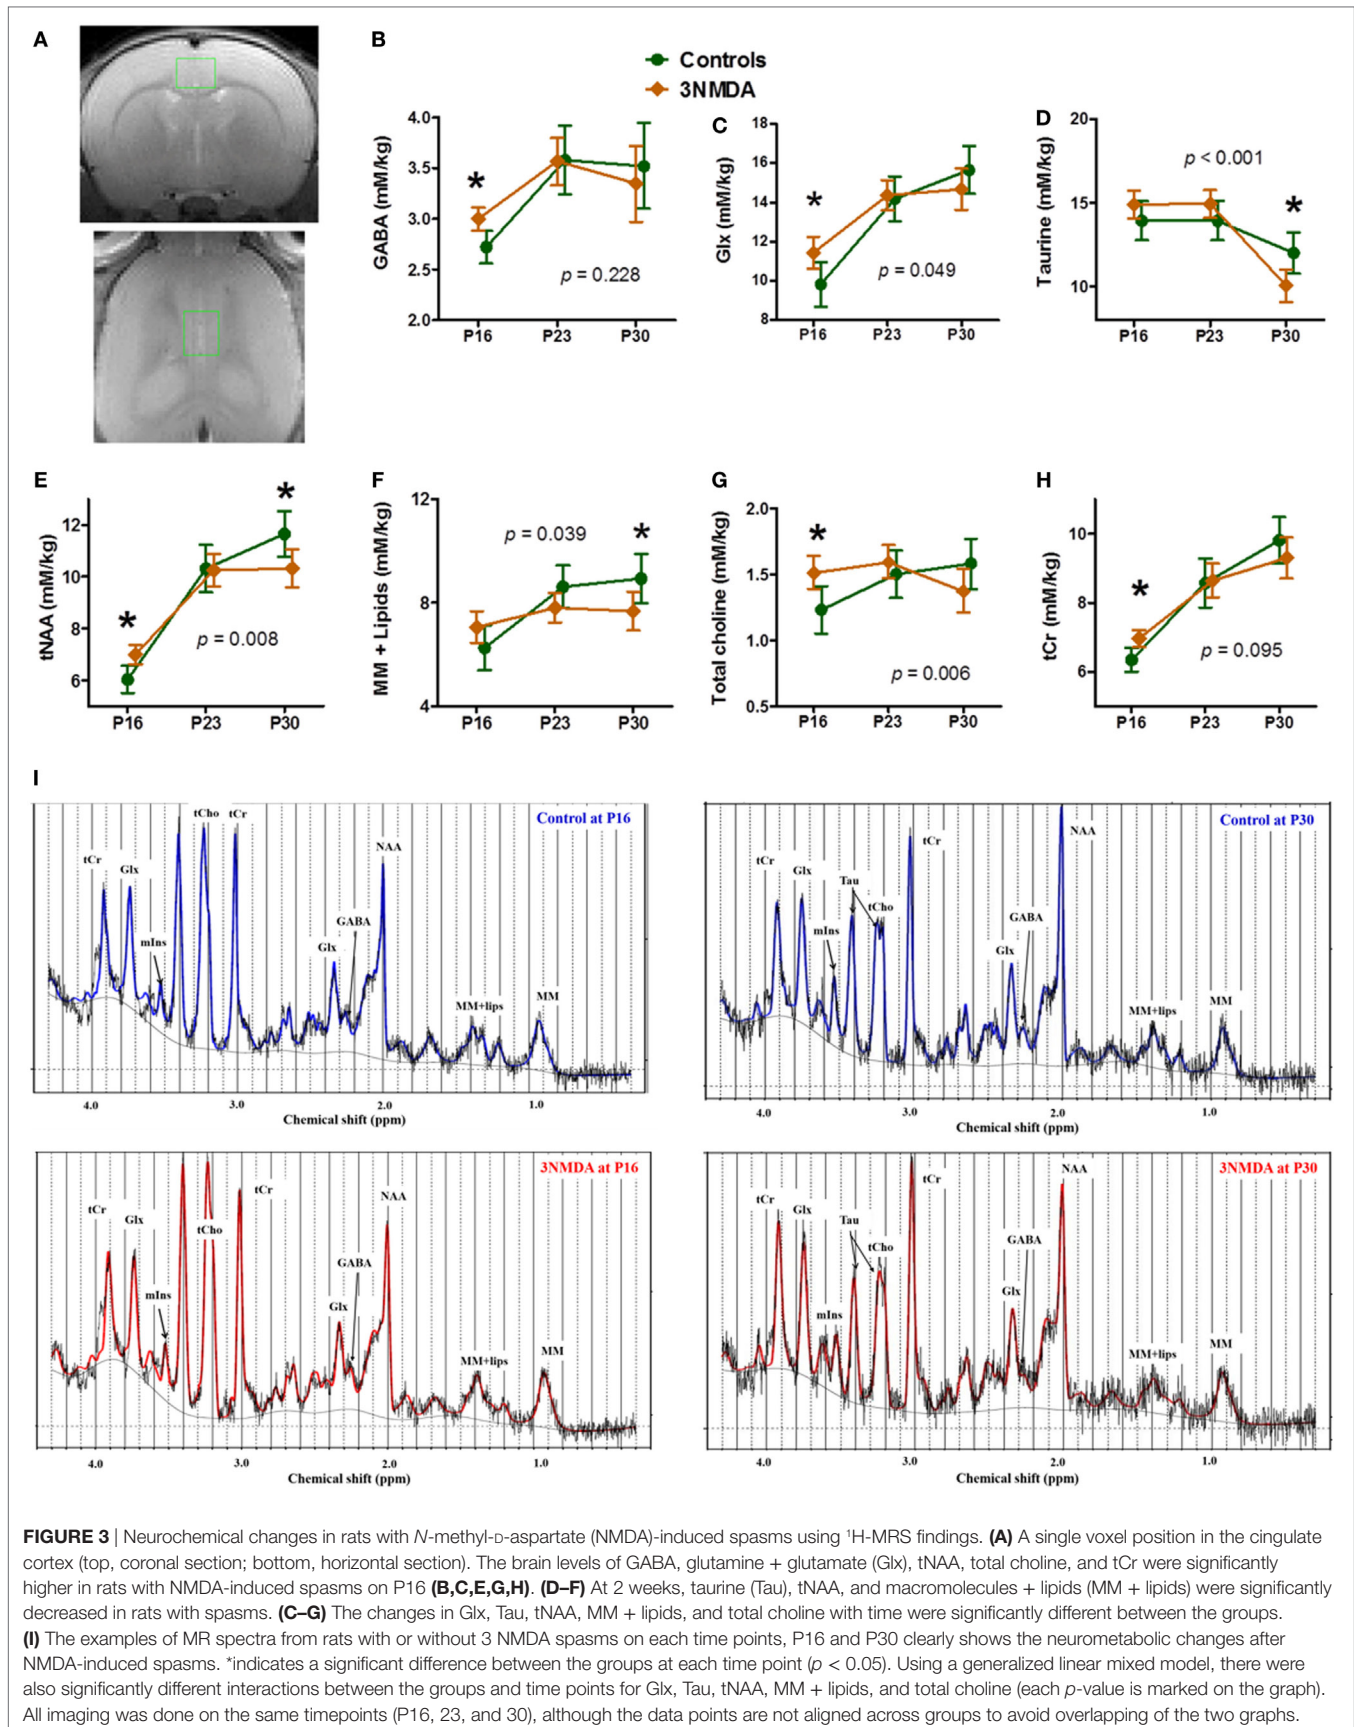 A
B
Controls
3NMDA
GABA (mM/kg)
4.0
3.5
3.0
2.5
2.0
*
p = 0.228
P16 P23 P30
C
Glx (mM/kg)
18
16
14
12
10
8
*
p = 0.049
P16 P23 P30
D
Taurine (mM/kg)
20
15
10
p < 0.001
*
P16 P23 P30
E
tNAA (mM/kg)
12
10
8
6
*
*
p = 0.008
P16 P23 P30
F
MM + Lipids (mM/kg)
12
8
4
p = 0.039
*
P16 P23 P30
G
Total choline (mM/kg)
2.0
1.5
1.0
0.5
*
p = 0.006
P16 P23 P30
H
tCr (mM/kg)
10
8
6
*
p = 0.095
P16 P23 P30
I
Control at P16
tCr
Glx
mIns
tCho
tCr
Glx
GABA
NAA
MM+lips
MM
4.0 3.0 2.0 1.0
Chemical shift (ppm)
Control at P30
tCr
Glx
mIns
Tau
tCho
tCr
Glx
GABA
NAA
MM+lips
MM
4.0 3.0 2.0 1.0
Chemical shift (ppm)
3NMDA at P16
tCr
Glx
mIns
tCho
tCr
Glx
GABA
NAA
MM+lips
MM
4.0 3.0 2.0 1.0
Chemical shift (ppm)
3NMDA at P30
tCr
Glx
mIns
Tau
tCho
tCr
Glx
GABA
NAA
MM+lips
MM
4.0 3.0 2.0 1.0
Chemical shift (ppm)
FIGURE 3 | Neurochemical changes in rats with N-methyl-D-aspartate (NMDA)-induced spasms using ¹H-MRS findings. (A) A single voxel position in the cingulate
cortex (top, coronal section; bottom, horizontal section). The brain levels of GABA, glutamine + glutamate (Glx), tNAA, total choline, and tCr were significantly
higher in rats with NMDA-induced spasms on P16 (B,C,E,G,H). (D–F) At 2 weeks, taurine (Tau), tNAA, and macromolecules + lipids (MM + lipids) were significantly
decreased in rats with spasms. (C–G) The changes in Glx, Tau, tNAA, MM + lipids, and total choline with time were significantly different between the groups.
(I) The examples of MR spectra from rats with or without 3 NMDA spasms on each time points, P16 and P30 clearly shows the neurometabolic changes after
NMDA-induced spasms. *indicates a significant difference between the groups at each time point (p < 0.05). Using a generalized linear mixed model, there were
also significantly different interactions between the groups and time points for Glx, Tau, tNAA, MM + lipids, and total choline (each p-value is marked on the graph).
All imaging was done on the same timepoints (P16, 23, and 30), although the data points are not aligned across groups to avoid overlapping of the two graphs.